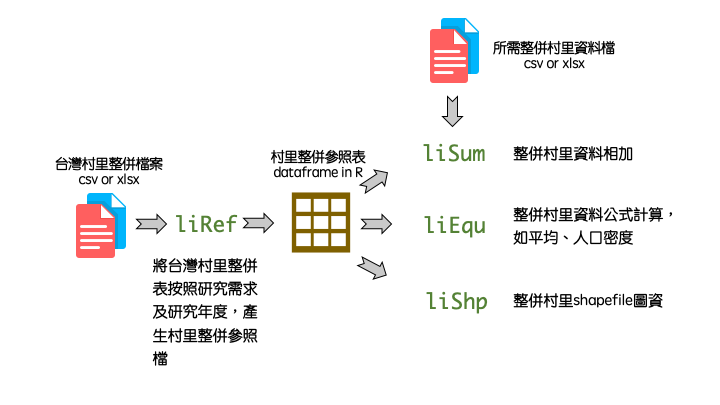 所需整併村里資料檔
csv or xlsx
台灣村里整併檔案
csv or xlsx
liRef
將台灣村里整併
表按照研究需求
及研究年度，產
生村里整併參照
檔
村里整併參照表
dataframe in R
liSum
整併村里資料相加
liEqu
整併村里資料公式計算，
如平均、人口密度
liShp
整併村里shapefile圖資